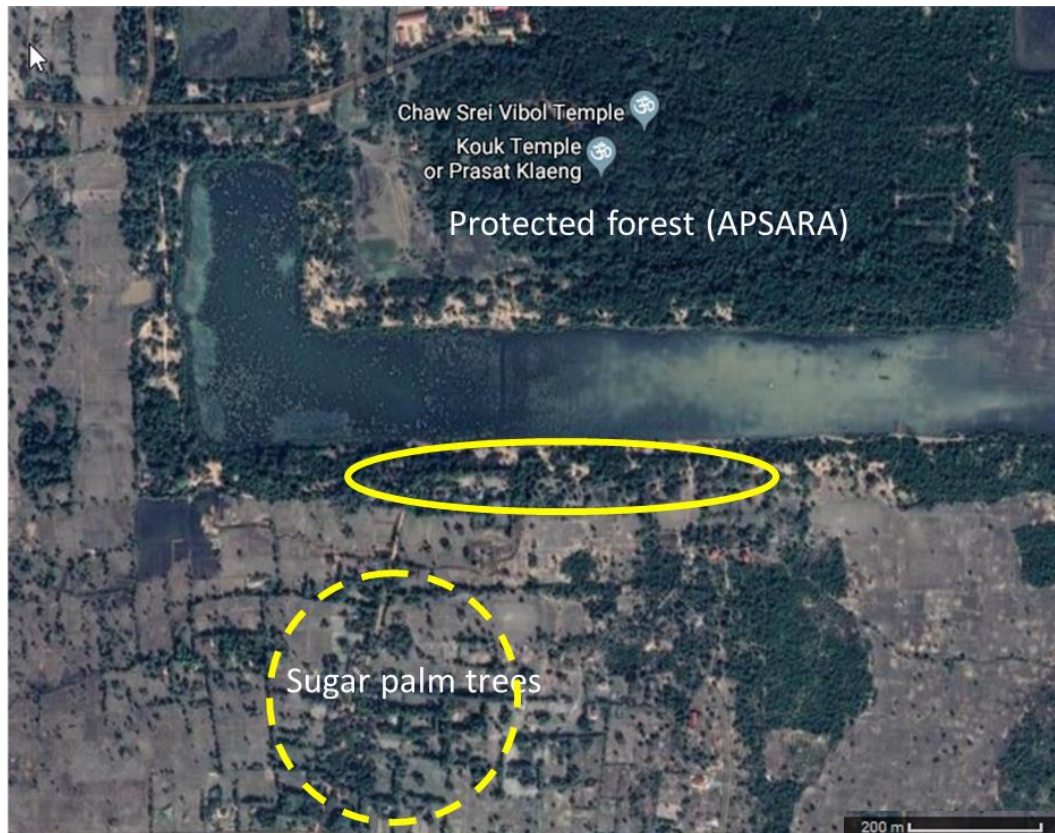 Chaw Srei Vibol Temple
Kouk Temple
or Prasat Klaeng
Protected forest (APSARA)
Sugar palm trees
200 m